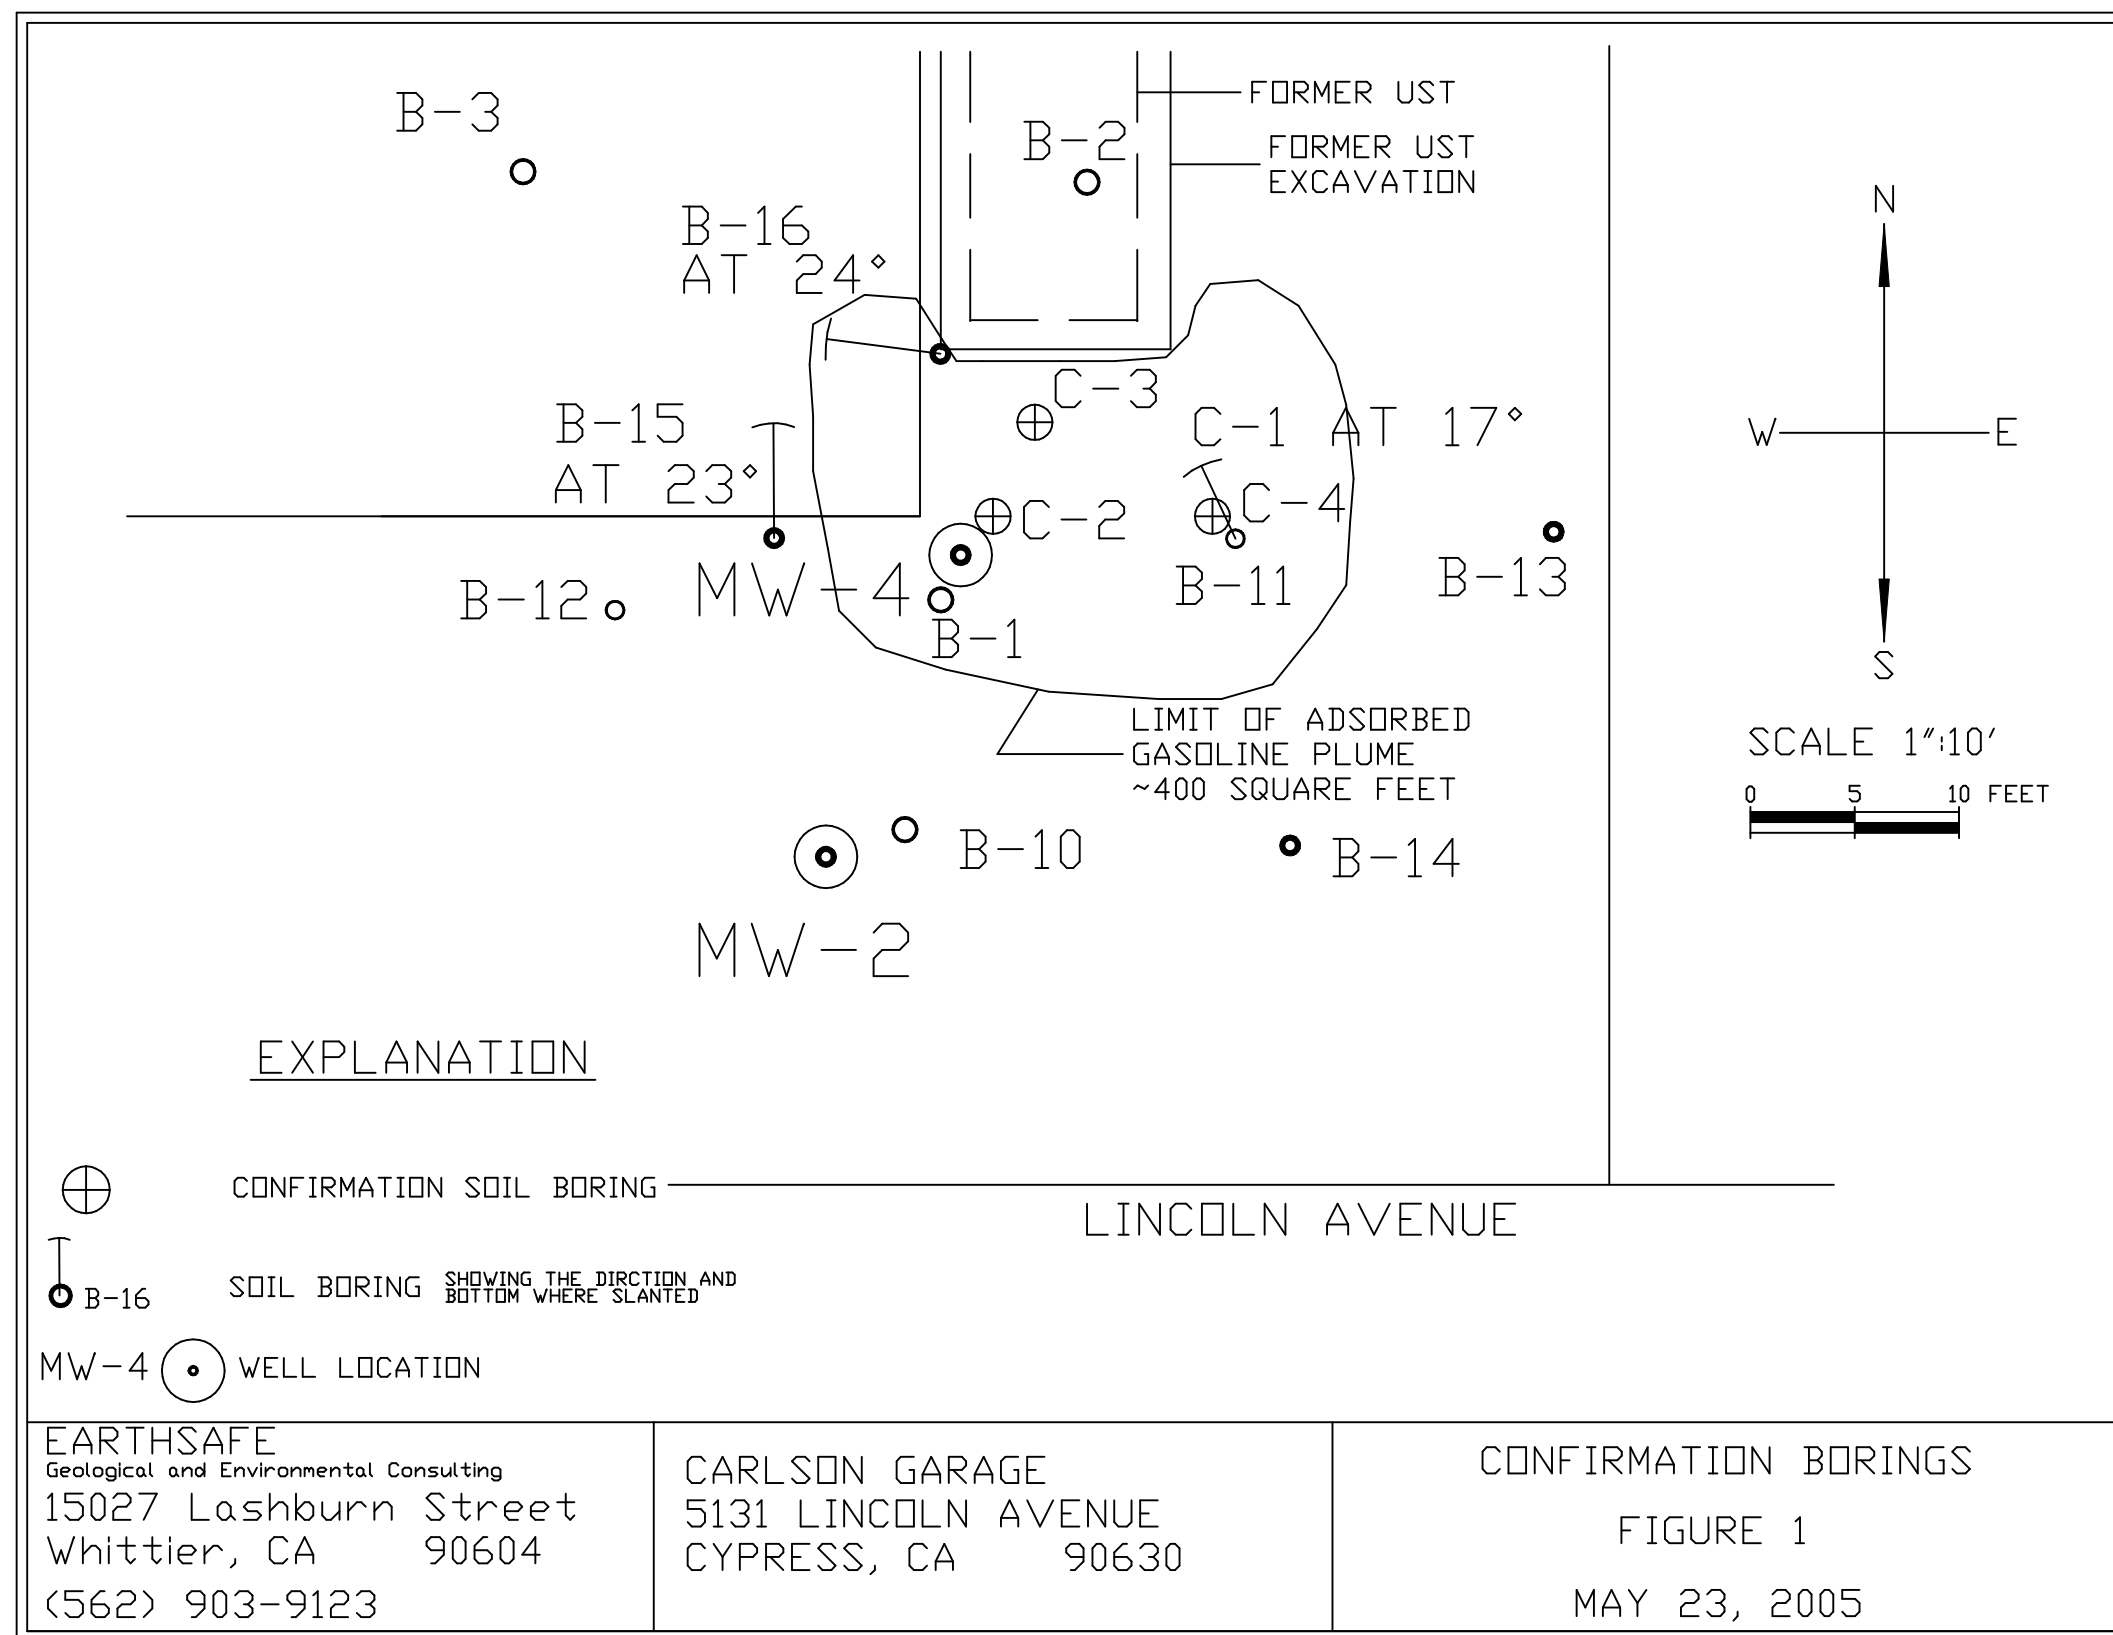 B-3
FORMER UST
B-2
FORMER UST
EXCAVATION
B-16
AT 24°
N
C-3
B-15
AT 23°
C-1 AT 17°
W
E
C-4
C-2
MW-4
B-12
B-11
B-13
B-1
S
LIMIT OF ADSORBED
GASOLINE PLUME
~400 SQUARE FEET
SCALE 1":10'
0 5 10 FEET
B-10
B-14
MW-2
EXPLANATION
CONFIRMATION SOIL BORING
LINCOLN AVENUE
B-16
SOIL BORING SHOWING THE DIRCTION AND
BOTTOM WHERE SLANTED
MW-4 WELL LOCATION
EARTHSAFE
Geological and Environmental Consulting
15027 Lashburn Street
Whittier, CA 90604
(562) 903-9123
CARLSON GARAGE
5131 LINCOLN AVENUE
CYPRESS, CA 90630
CONFIRMATION BORINGS
FIGURE 1
MAY 23, 2005